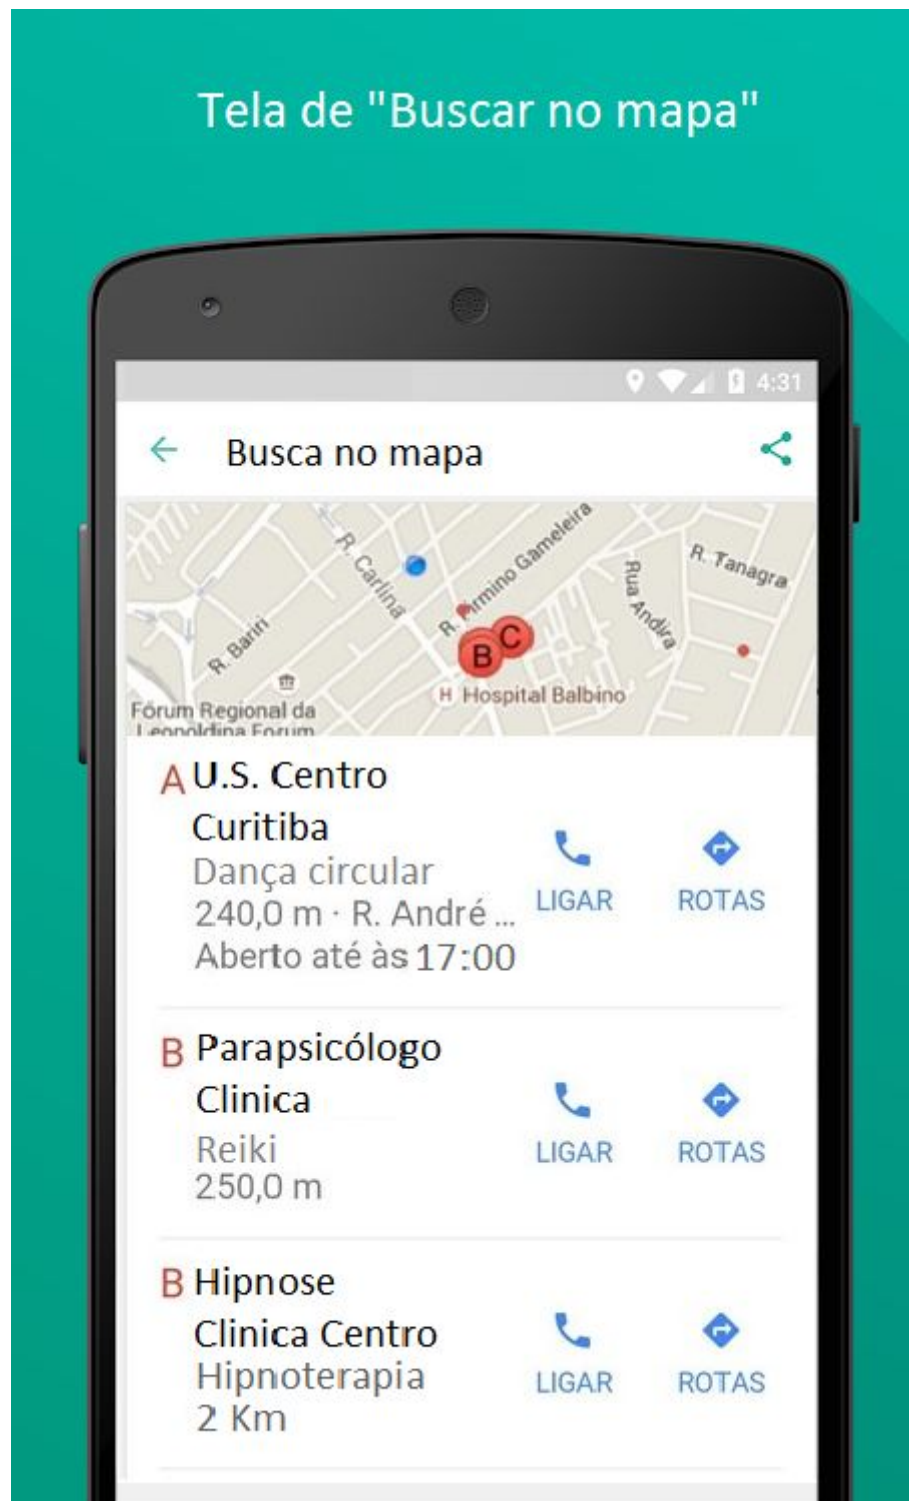 Tela de "Buscar no mapa"
4:31
Busca no mapa
R. Carlina
R. Firmino Gameleira
R. Tanagra
Rua Andira
R. Bariri
C
B
H Hospital Balbino
Fórum Regional da
Leopoldina Forum
A U.S. Centro
Curitiba
Dança circular
240,0 m · R. André ...
Aberto até às 17:00
LIGAR
ROTAS
B Parapsicólogo
Clinica
Reiki
250,0 m
LIGAR
ROTAS
B Hipnose
Clinica Centro
Hipnoterapia
2 Km
LIGAR
ROTAS